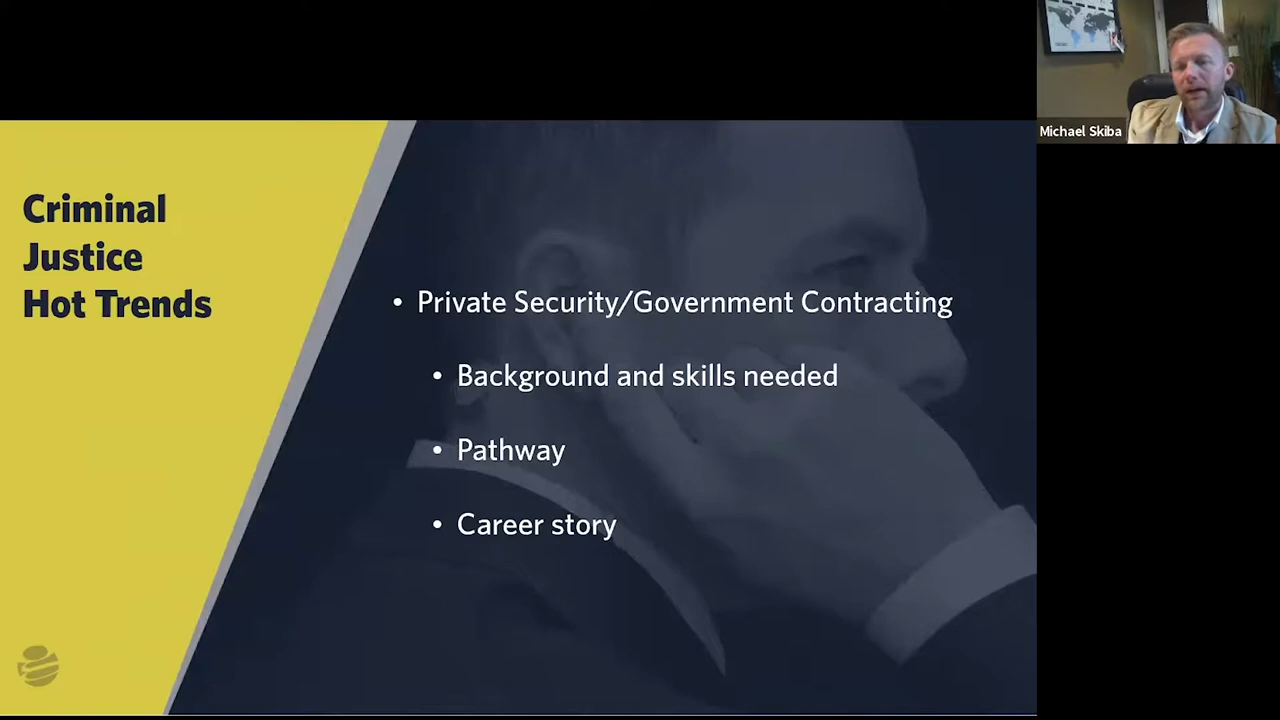 Criminal
Justice
Hot Trends
• Private Security/Government Contracting
• Background and skills needed
• Pathway
• Career story
Michael Skiba